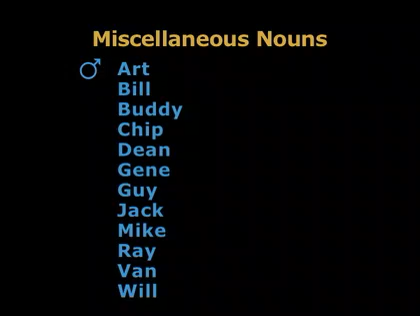 Miscellaneous Nouns
♂ Art
Bill
Buddy
Chip
Dean
Gene
Guy
Jack
Mike
Ray
Van
Will